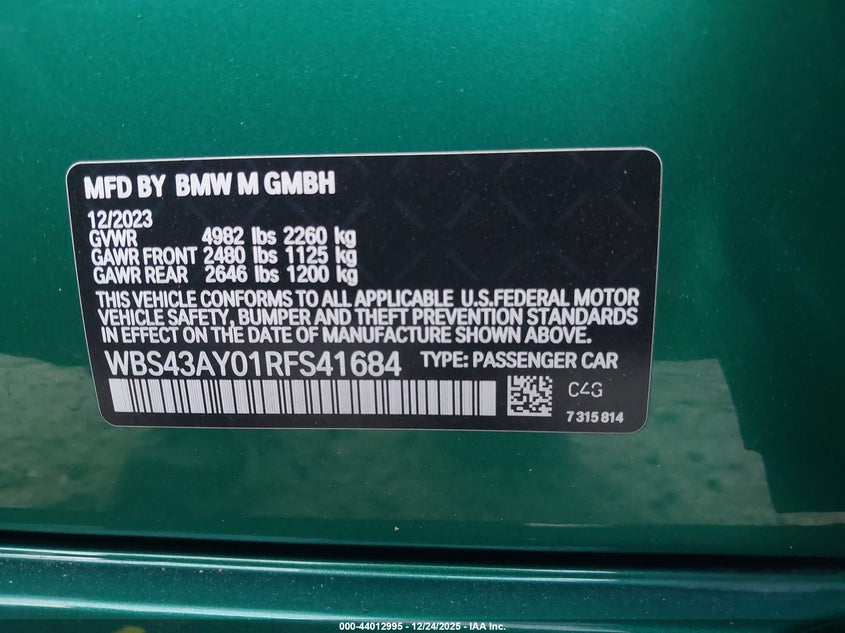 MFD BY BMW M GMBH
12/2023
GVWR 4982 lbs 2260 kg
GAWR FRONT 2480 lbs 1125 kg
GAWR REAR 2646 lbs 1200 kg
THIS VEHICLE CONFORMS TO ALL APPLICABLE U.S.FEDERAL MOTOR
VEHICLE SAFETY, BUMPER AND THEFT PREVENTION STANDARDS
IN EFFECT ON THE DATE OF MANUFACTURE SHOWN ABOVE.
WBS43AY01RFS41684 TYPE: PASSENGER CAR
C4G
7 315 814
000-44012995 - 12/24/2025 - IAA Inc.